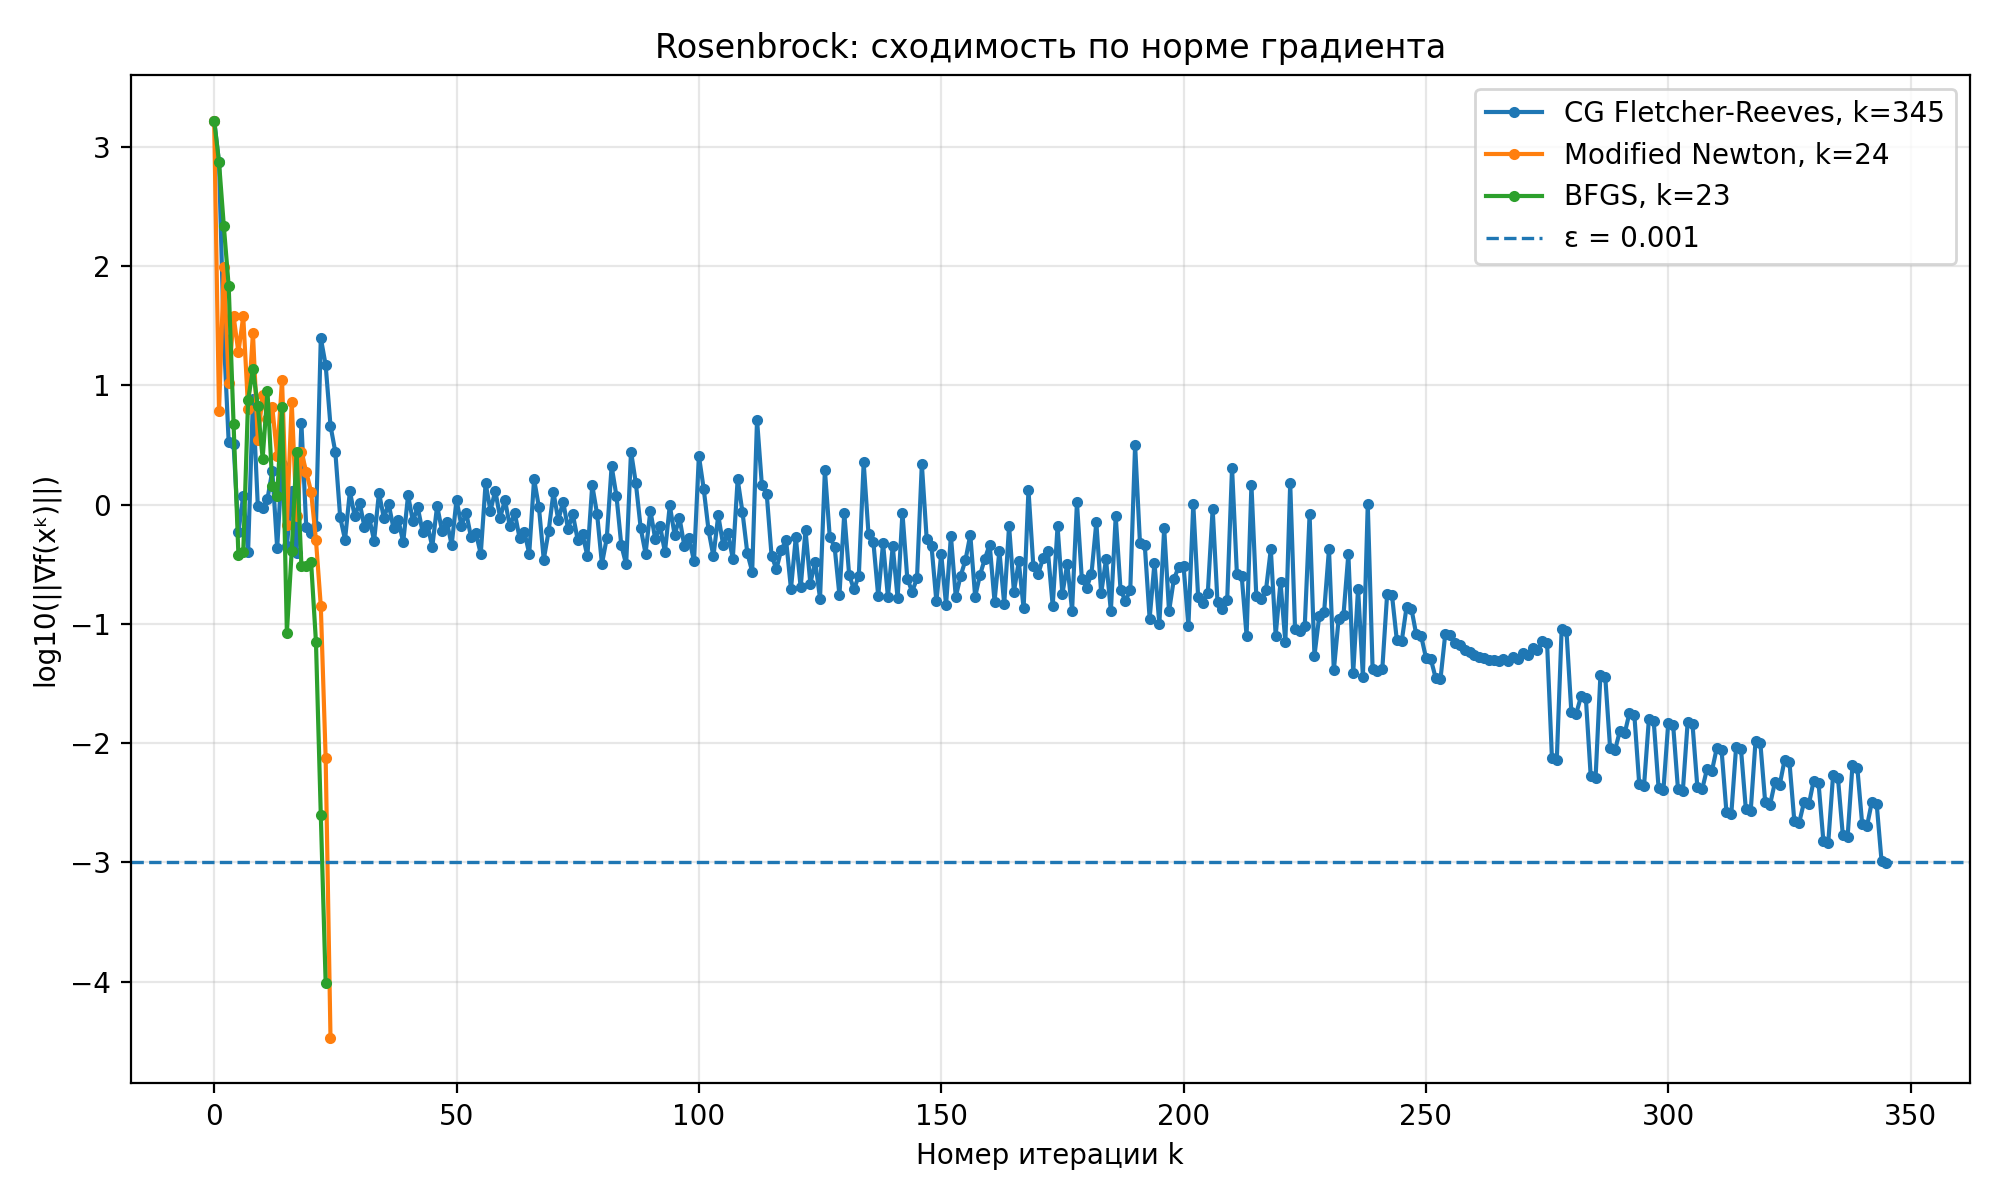 Rosenbrock: сходимость по норме градиента
CG Fletcher-Reeves, k=345
Modified Newton, k=24
BFGS, k=23
ε = 0.001
log10(||∇f(xᵏ)||)
3
2
1
0
−1
−2
−3
−4
0 50 100 150 200 250 300 350
Номер итерации k